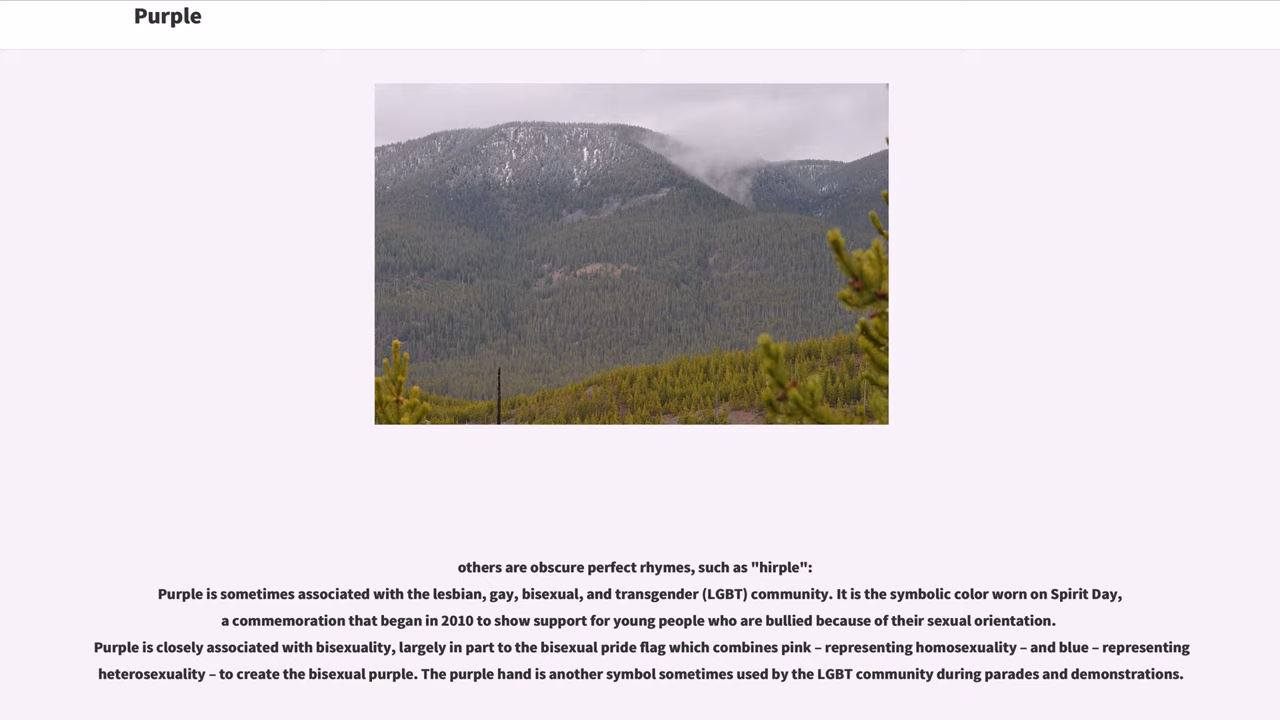 Purple
others are obscure perfect rhymes, such as "hirple":
Purple is sometimes associated with the lesbian, gay, bisexual, and transgender (LGBT) community. It is the symbolic color worn on Spirit Day,
a commemoration that began in 2010 to show support for young people who are bullied because of their sexual orientation.
Purple is closely associated with bisexuality, largely in part to the bisexual pride flag which combines pink – representing homosexuality – and blue – representing
heterosexuality – to create the bisexual purple. The purple hand is another symbol sometimes used by the LGBT community during parades and demonstrations.